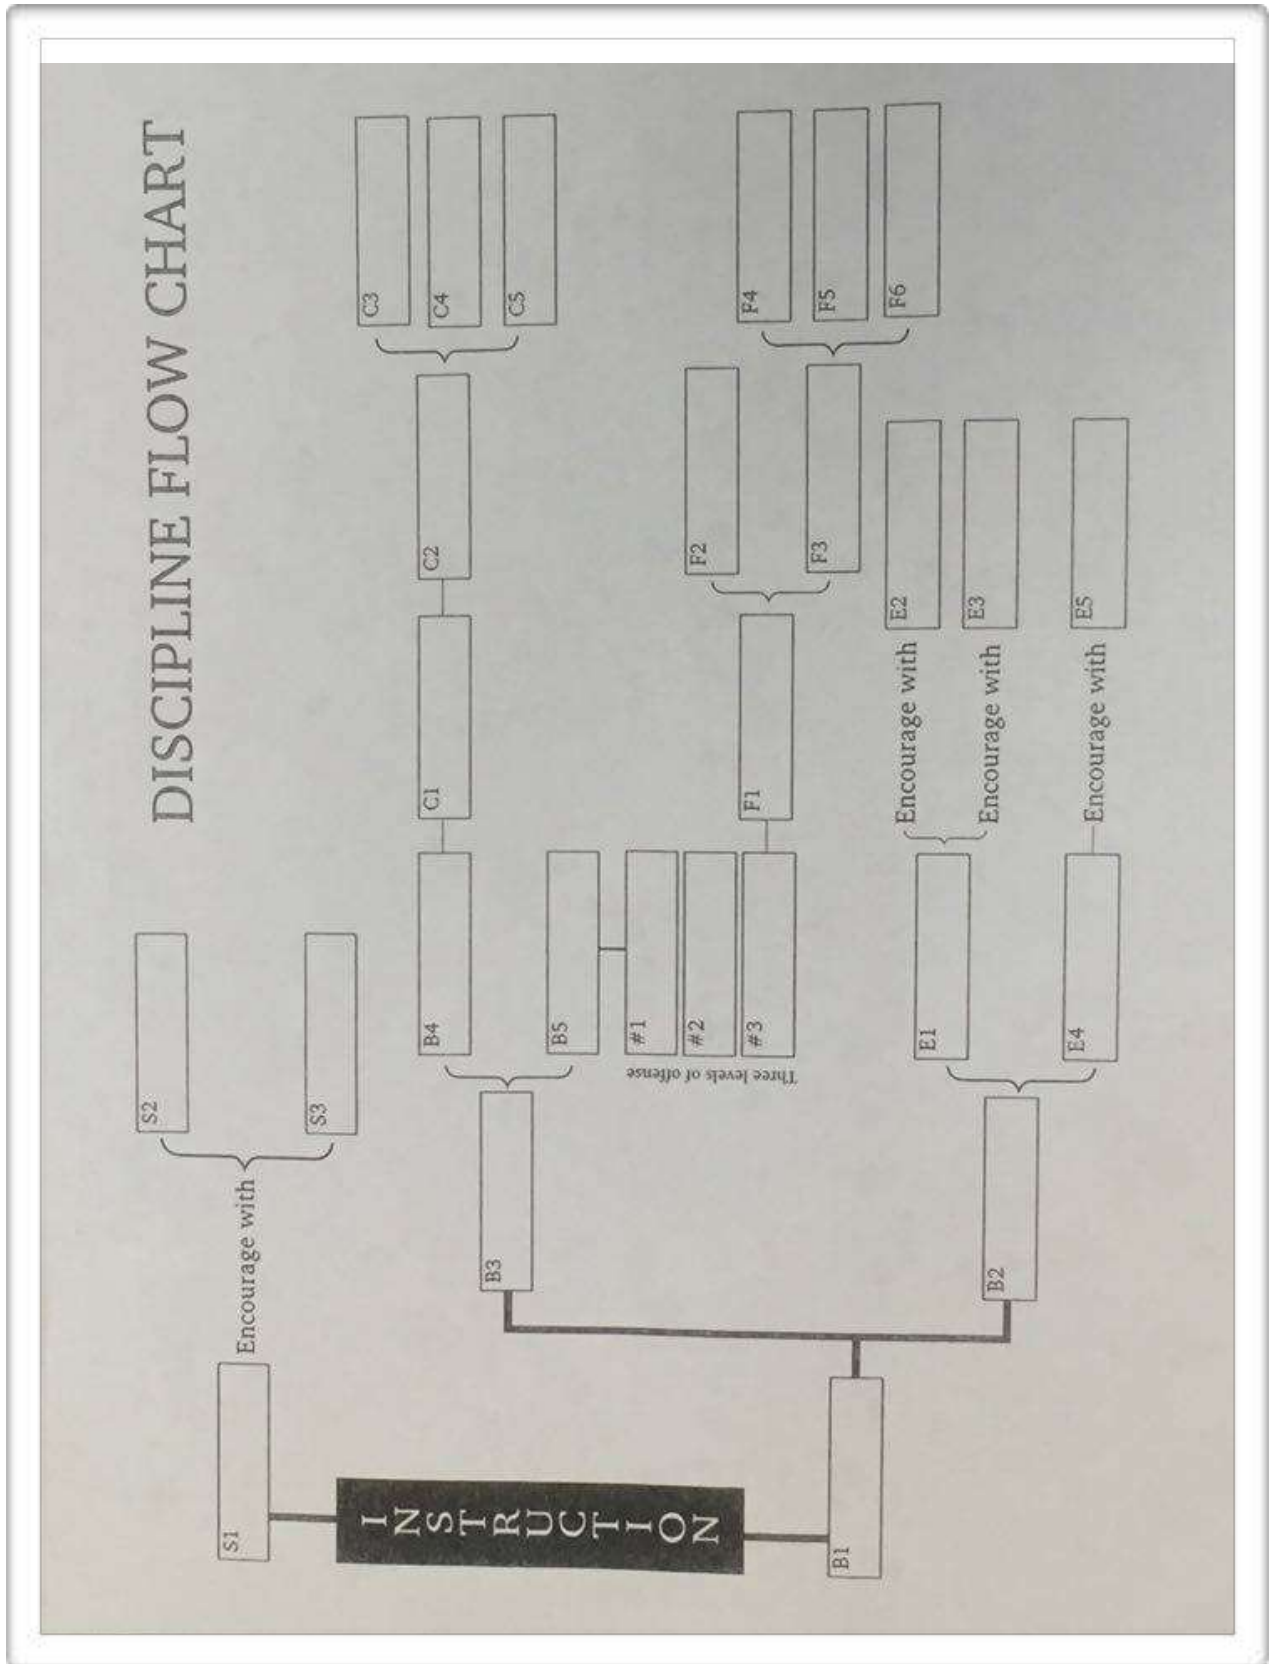 DISCIPLINE FLOW CHART
S1
Encourage with
S2
S3
INSTRUCTION
B1
B3
B2
B4
C1
C2
C3
C4
C5
B5
#1
#2
#3
Three levels of offense
F1
F2
F3
F4
F5
F6
E1
Encourage with
E2
Encourage with
E3
E4
Encourage with
E5